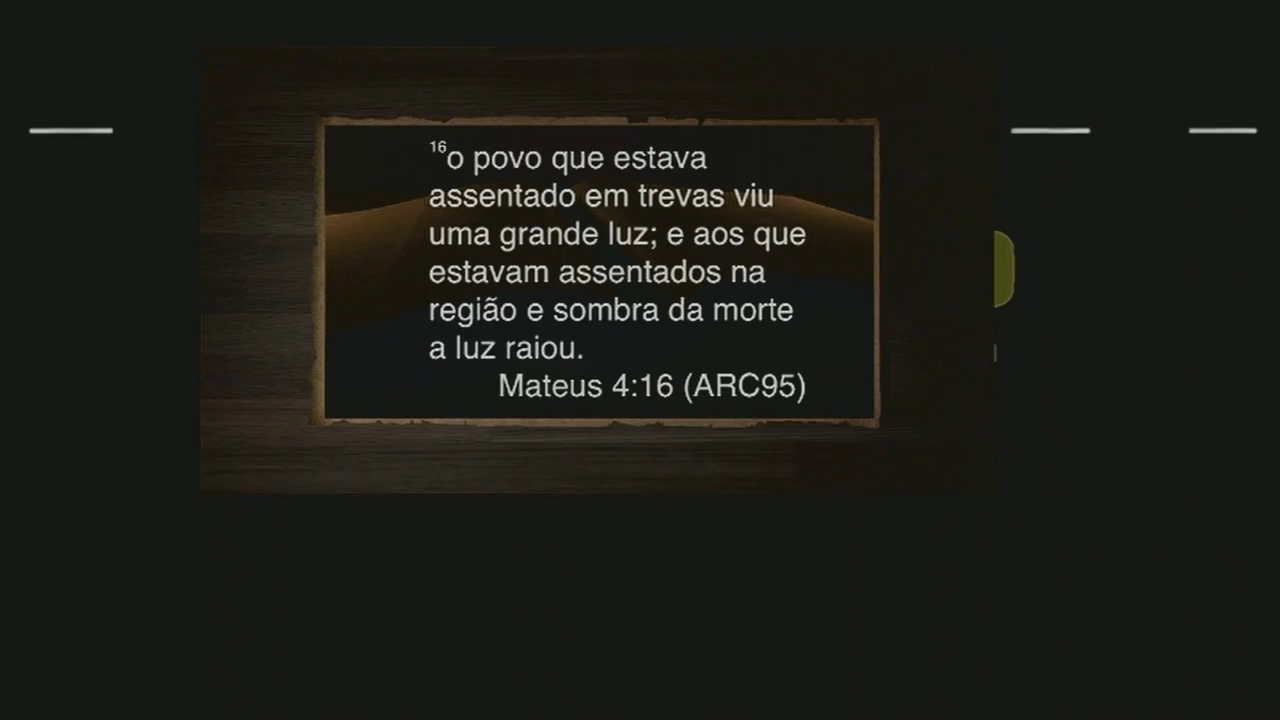 16o povo que estava
assentado em trevas viu
uma grande luz; e aos que
estavam assentados na
região e sombra da morte
a luz raiou.
Mateus 4:16 (ARC95)